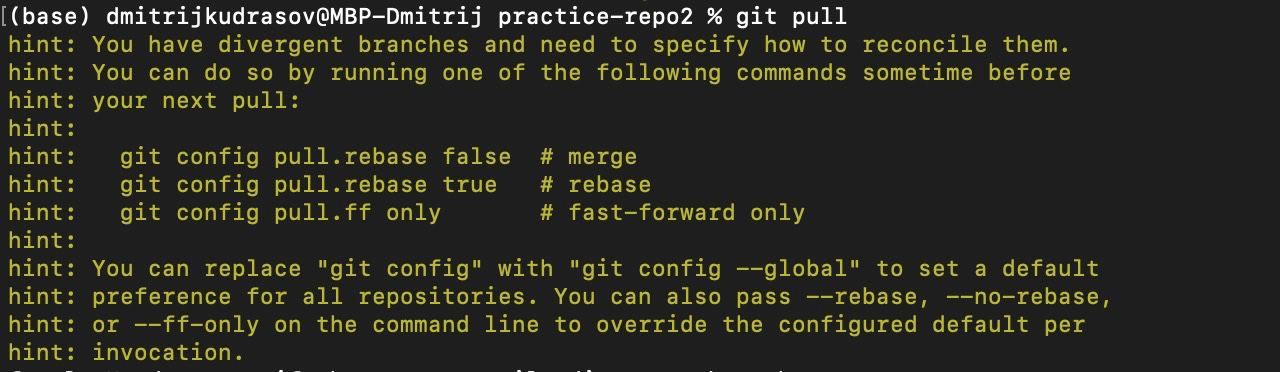 [(base) dmitrijkudrasov@MBP-Dmitrij practice-repo2 % git pull
hint: You have divergent branches and need to specify how to reconcile them.
hint: You can do so by running one of the following commands sometime before
hint: your next pull:
hint:
hint:   git config pull.rebase false  # merge
hint:   git config pull.rebase true   # rebase
hint:   git config pull.ff only       # fast-forward only
hint:
hint: You can replace "git config" with "git config --global" to set a default
hint: preference for all repositories. You can also pass --rebase, --no-rebase,
hint: or --ff-only on the command line to override the configured default per
hint: invocation.